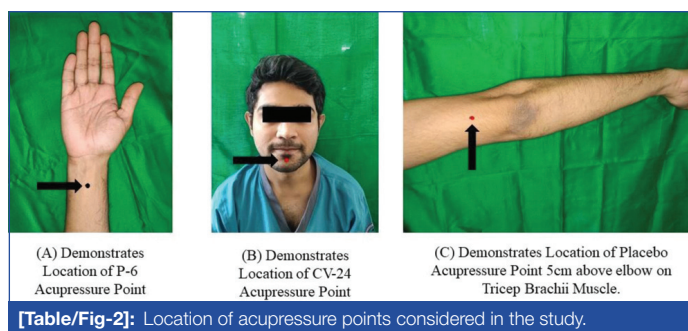 (A) Demonstrates
Location of P-6
Acupressure Point
(B) Demonstrates
Location of CV-24
Acupressure Point
(C) Demonstrates Location of Placebo
Acupressure Point 5cm above elbow on
Tricep Brachii Muscle.
[Table/Fig-2]: Location of acupressure points considered in the study.